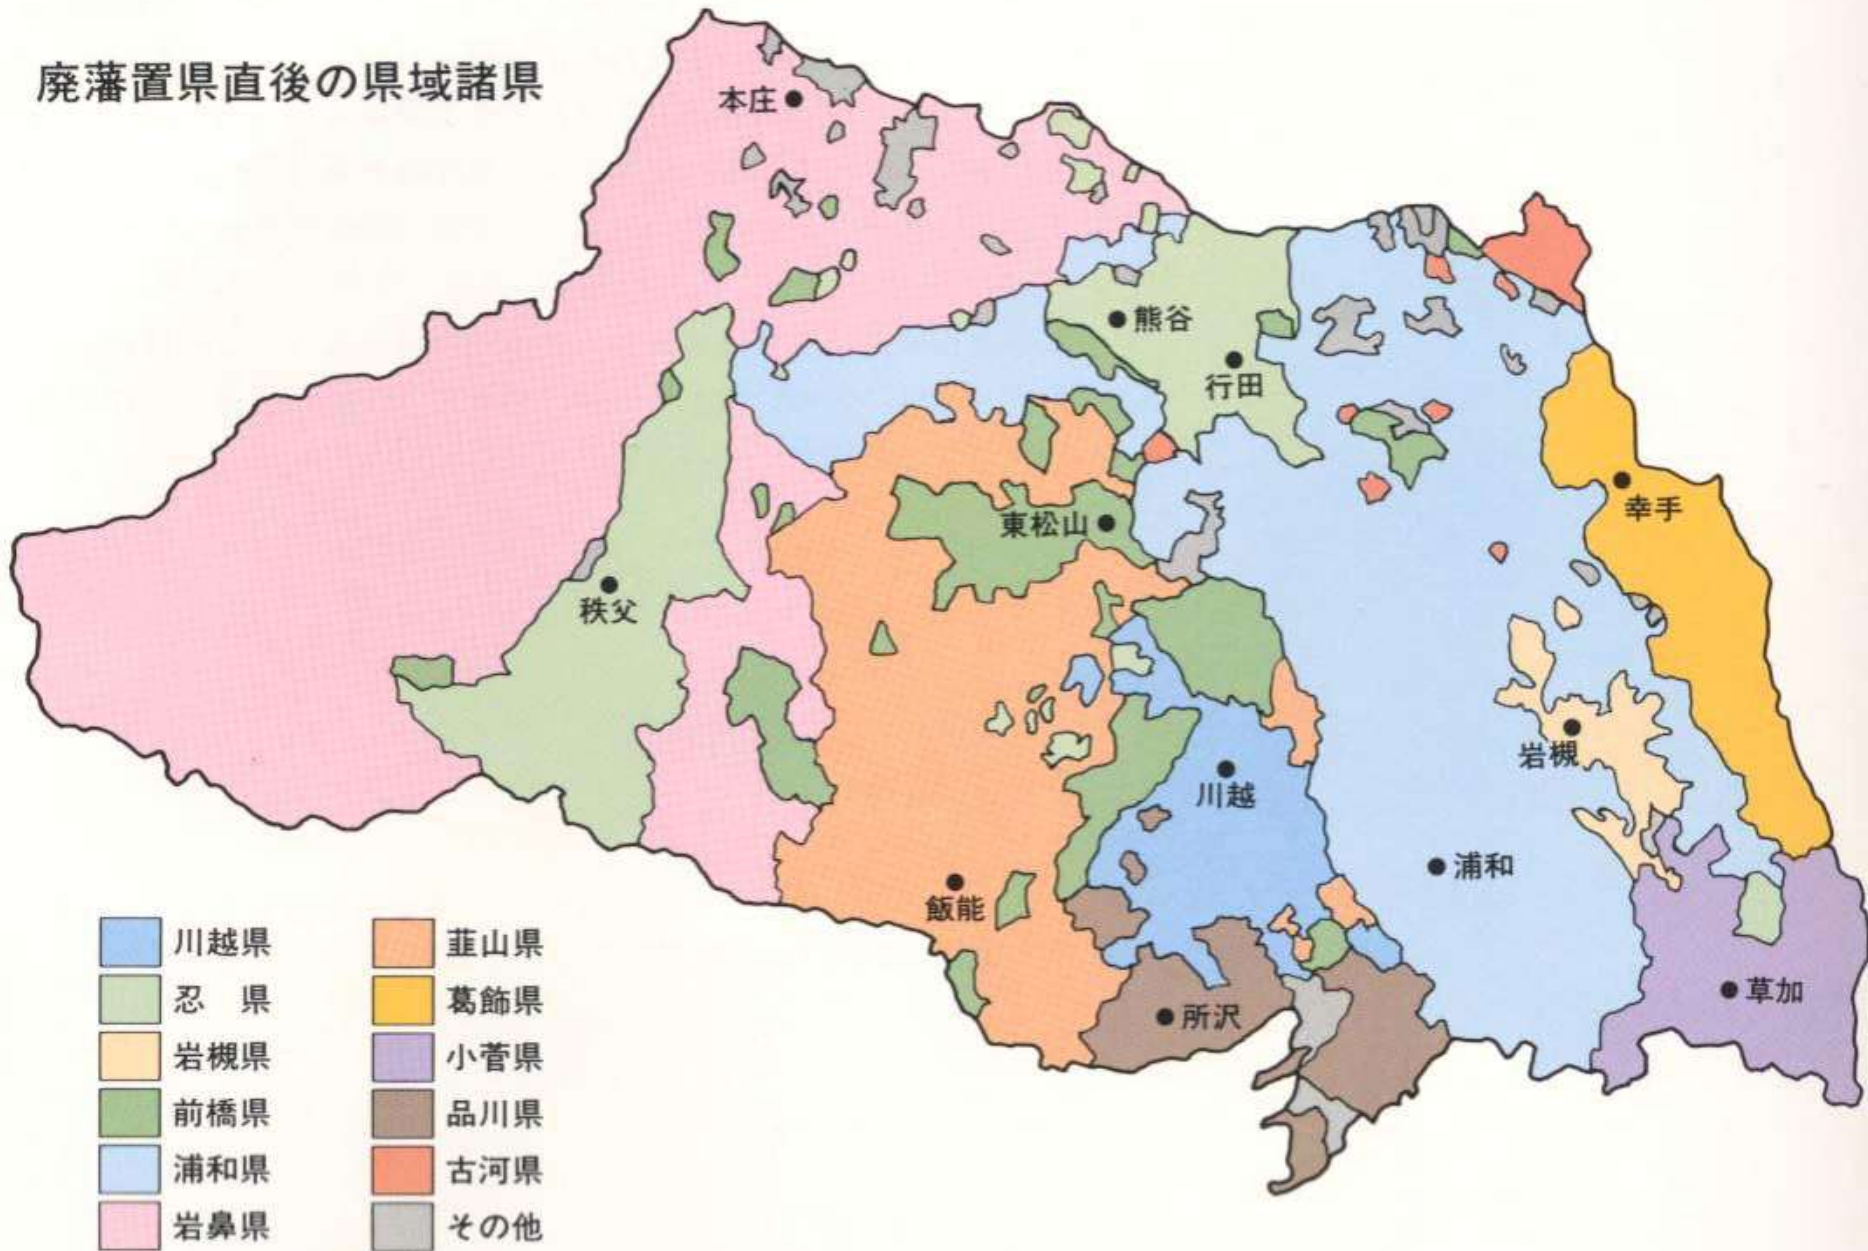 廃藩置県直後の県域諸県
本庄
熊谷
行田
幸手
東松山
秩父
岩槻
川越
浦和
飯能
草加
所沢
川越県
忍 県
岩槻県
前橋県
浦和県
岩鼻県
韮山県
葛飾県
小菅県
品川県
古河県
その他